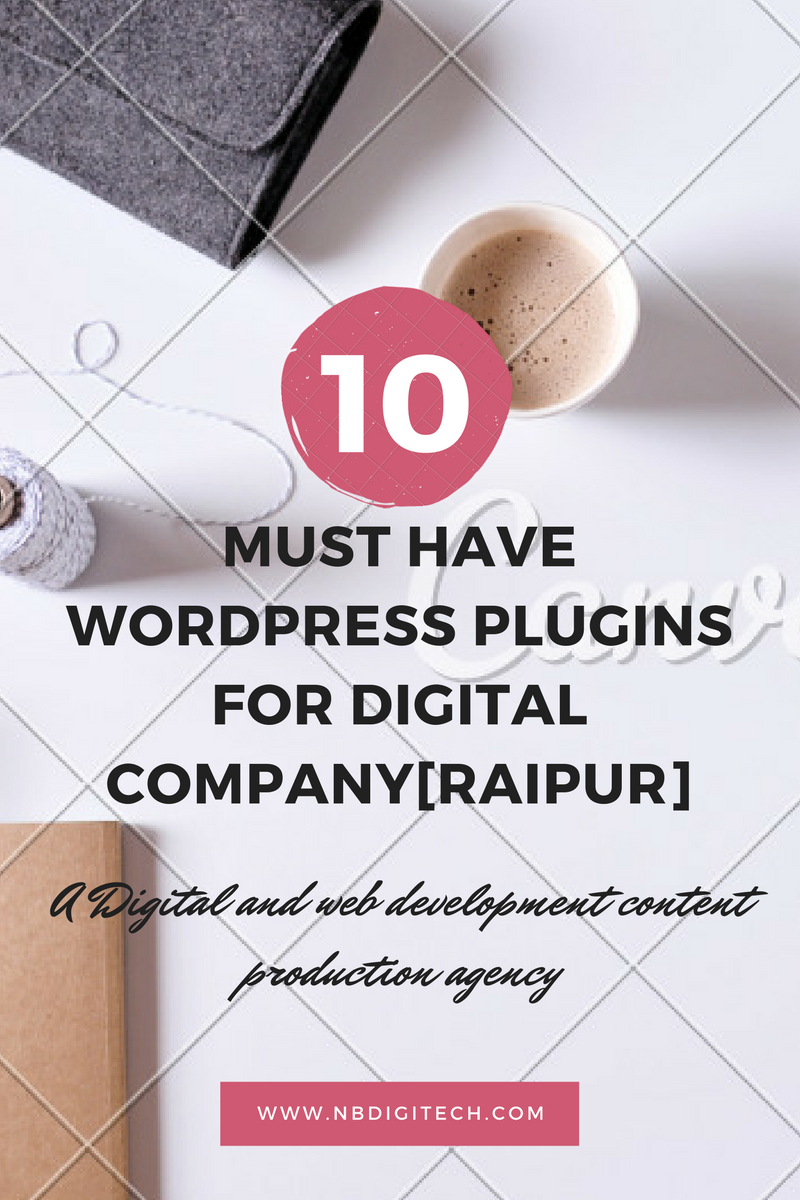 10
MUST HAVE
WORDPRESS PLUGINS
FOR DIGITAL
COMPANY[RAIPUR]
Canva
A Digital and web development content
production agency
WWW.NBDIGITECH.COM